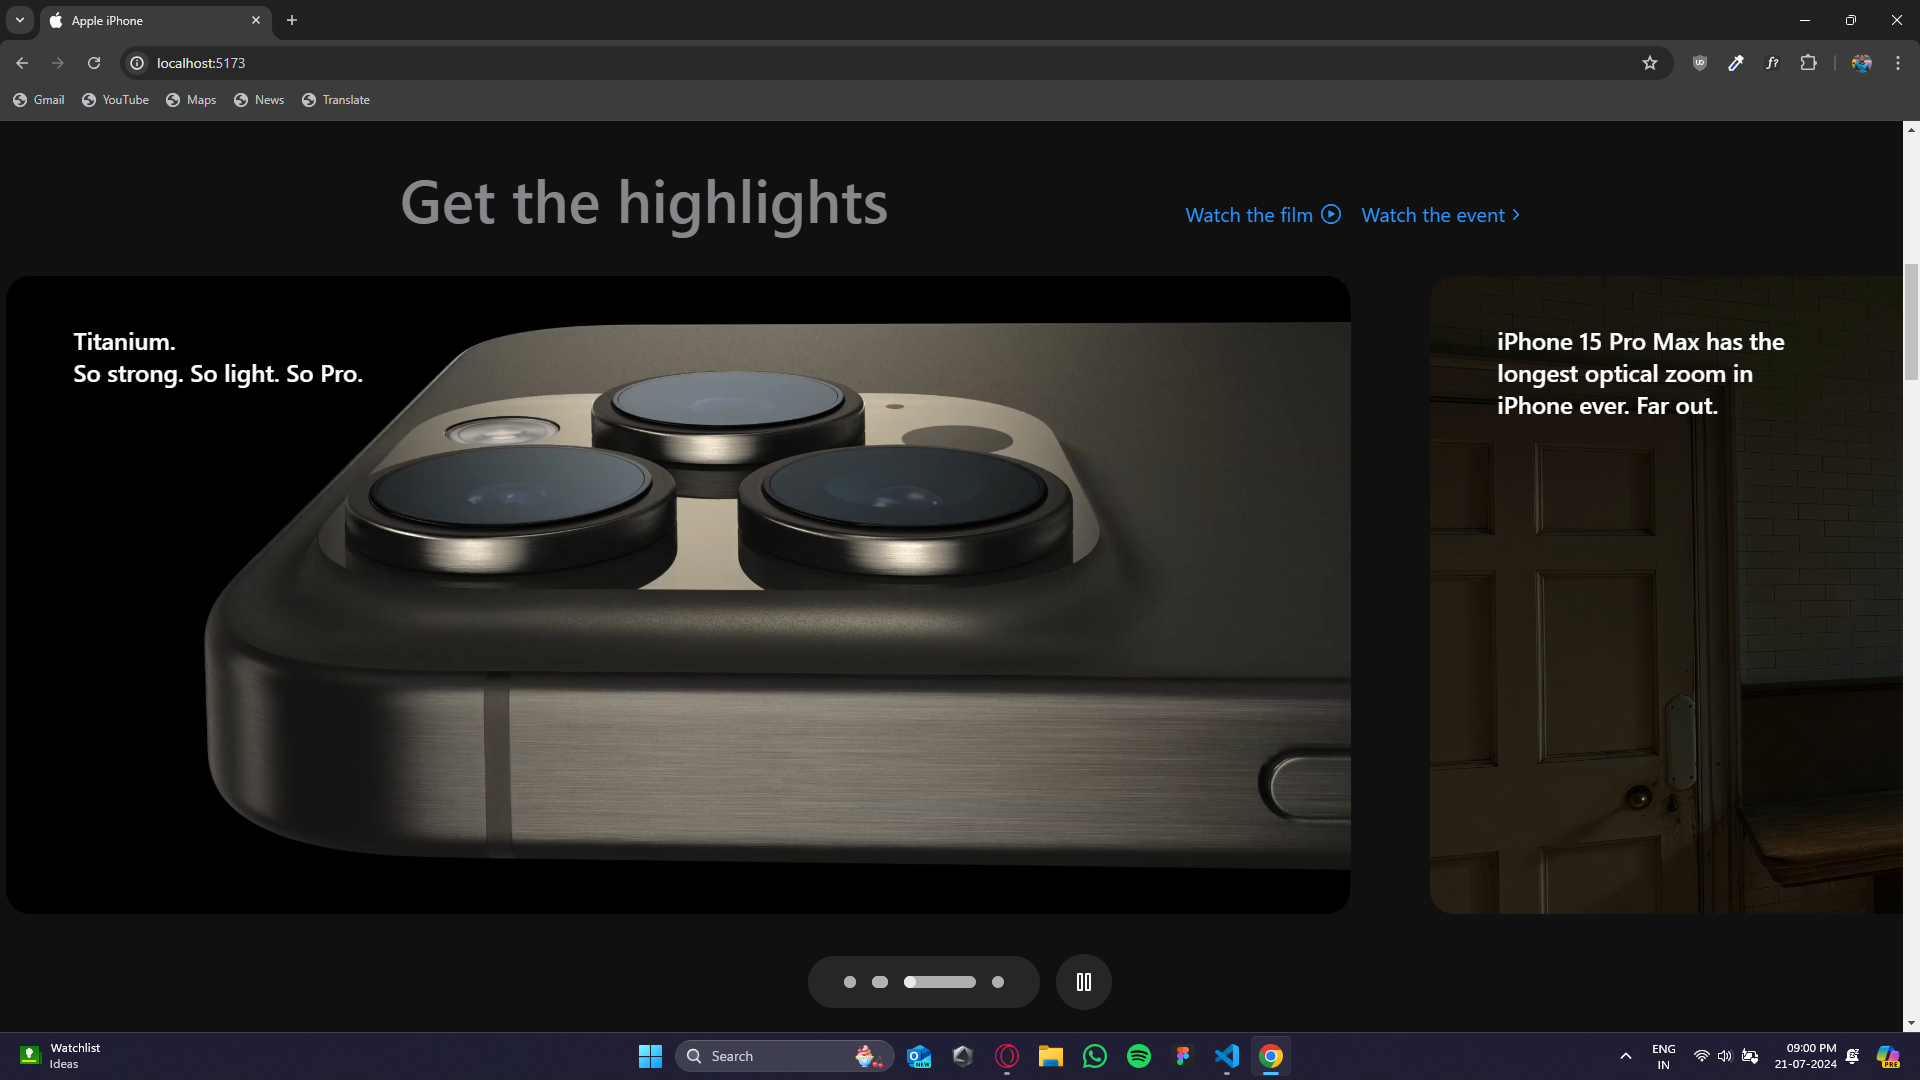 Apple iPhone
localhost:5173
Gmail
YouTube
Maps
News
Translate
Get the highlights
Watch the film
Watch the event
Titanium.
So strong. So light. So Pro.
iPhone 15 Pro Max has the
longest optical zoom in
iPhone ever. Far out.
Watchlist
Ideas
Search
NEW
ENG
IN
09:00 PM
21-07-2024
PRE